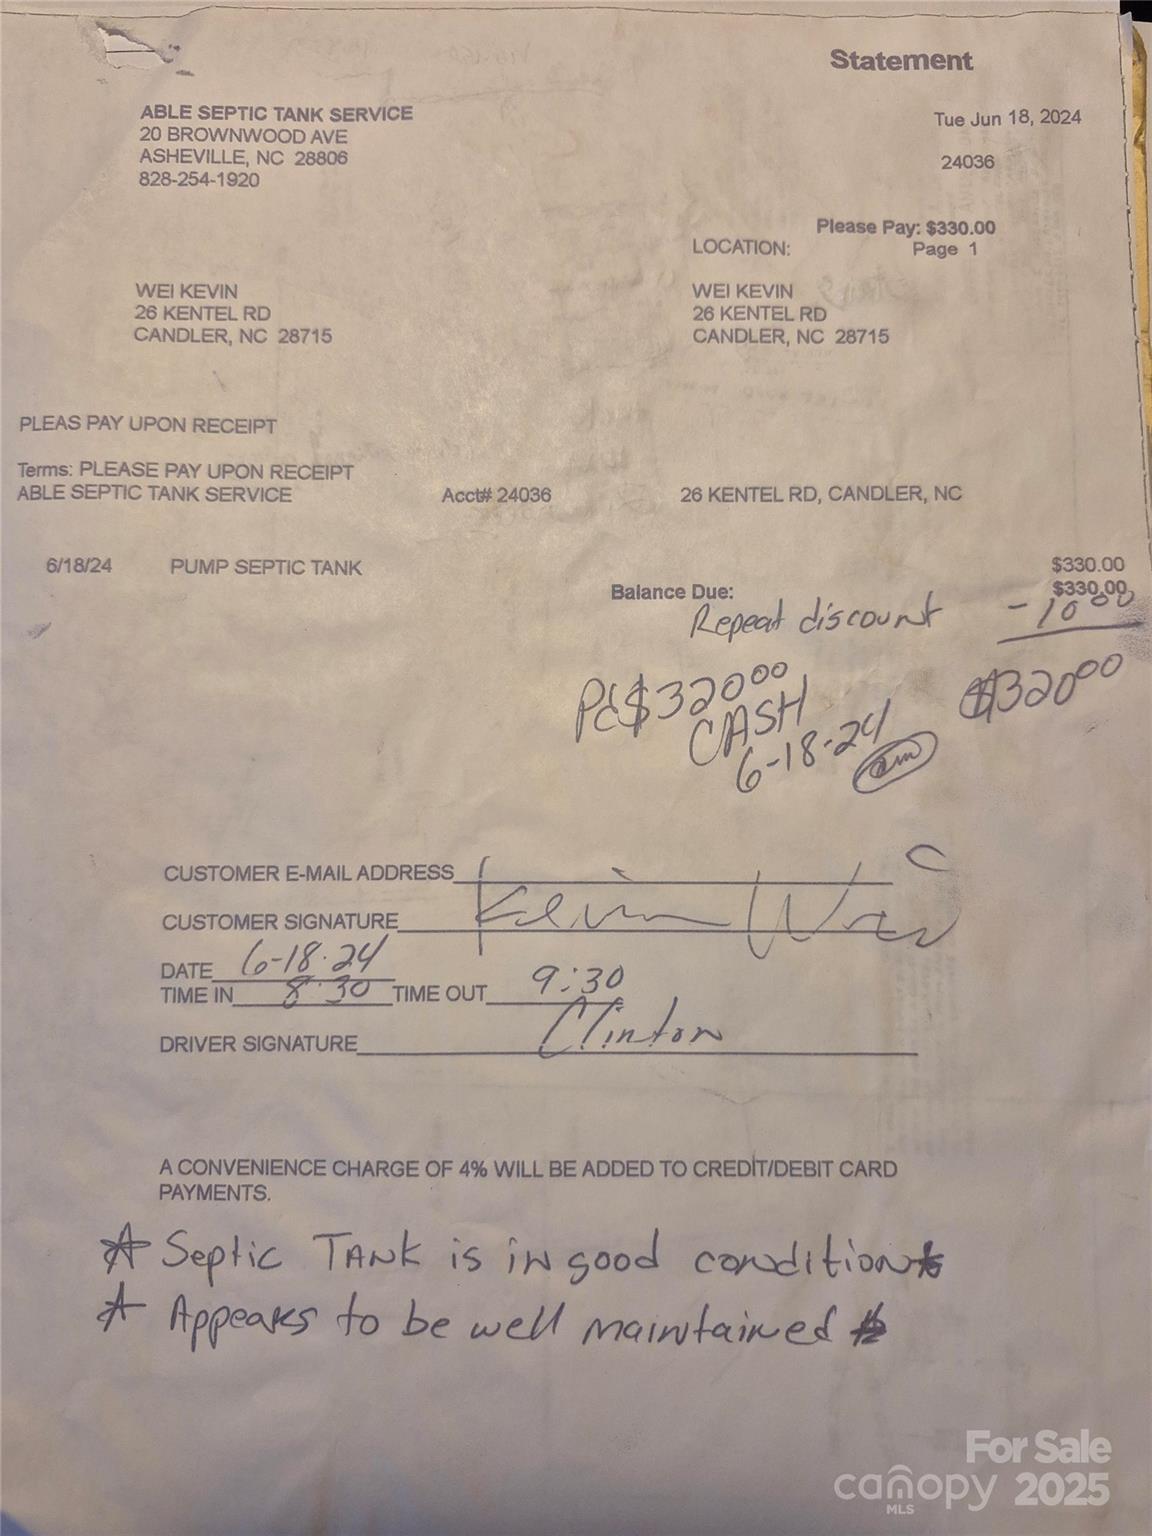 Statement
ABLE SEPTIC TANK SERVICE
20 BROWNWOOD AVE
ASHEVILLE, NC 28806
828-254-1920
Tue Jun 18, 2024
24036
Please Pay: $330.00
LOCATION: Page 1
WEI KEVIN
26 KENTEL RD
CANDLER, NC 28715
WEI KEVIN
26 KENTEL RD
CANDLER, NC 28715
PLEAS PAY UPON RECEIPT
Terms: PLEASE PAY UPON RECEIPT
ABLE SEPTIC TANK SERVICE Acct# 24036 26 KENTEL RD, CANDLER, NC
6/18/24 PUMP SEPTIC TANK $330.00
Balance Due: $330.00
Repeat discount - 10 00
$320 00
Pd $320 00
CASH
6-18-24
CUSTOMER E-MAIL ADDRESS
CUSTOMER SIGNATURE Kevin Wei
DATE 6-18-24
TIME IN 8:30 TIME OUT 9:30
DRIVER SIGNATURE Clinton
A CONVENIENCE CHARGE OF 4% WILL BE ADDED TO CREDIT/DEBIT CARD
PAYMENTS.
* Septic TANK is in good condition *
* Appears to be well maintained *
For Sale
canopy 2025
MLS